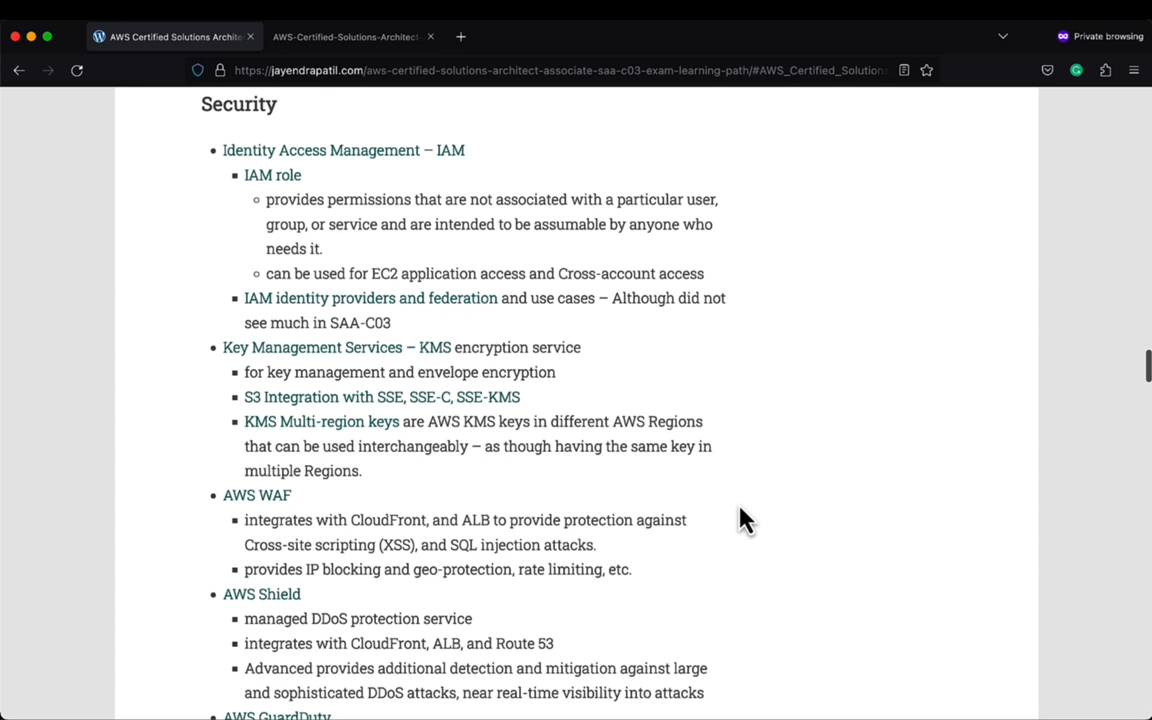 AWS Certified Solutions Archite
AWS-Certified-Solutions-Architect
Private browsing
https://jayendrapatil.com/aws-certified-solutions-architect-associate-saa-c03-exam-learning-path/#AWS_Certified_Solutions
Security
• Identity Access Management – IAM
▪ IAM role
◦ provides permissions that are not associated with a particular user,
group, or service and are intended to be assumable by anyone who
needs it.
◦ can be used for EC2 application access and Cross-account access
▪ IAM identity providers and federation and use cases – Although did not
see much in SAA-C03
• Key Management Services – KMS encryption service
▪ for key management and envelope encryption
▪ S3 Integration with SSE, SSE-C, SSE-KMS
▪ KMS Multi-region keys are AWS KMS keys in different AWS Regions
that can be used interchangeably – as though having the same key in
multiple Regions.
• AWS WAF
▪ integrates with CloudFront, and ALB to provide protection against
Cross-site scripting (XSS), and SQL injection attacks.
▪ provides IP blocking and geo-protection, rate limiting, etc.
• AWS Shield
▪ managed DDoS protection service
▪ integrates with CloudFront, ALB, and Route 53
▪ Advanced provides additional detection and mitigation against large
and sophisticated DDoS attacks, near real-time visibility into attacks
AWS GuardDuty